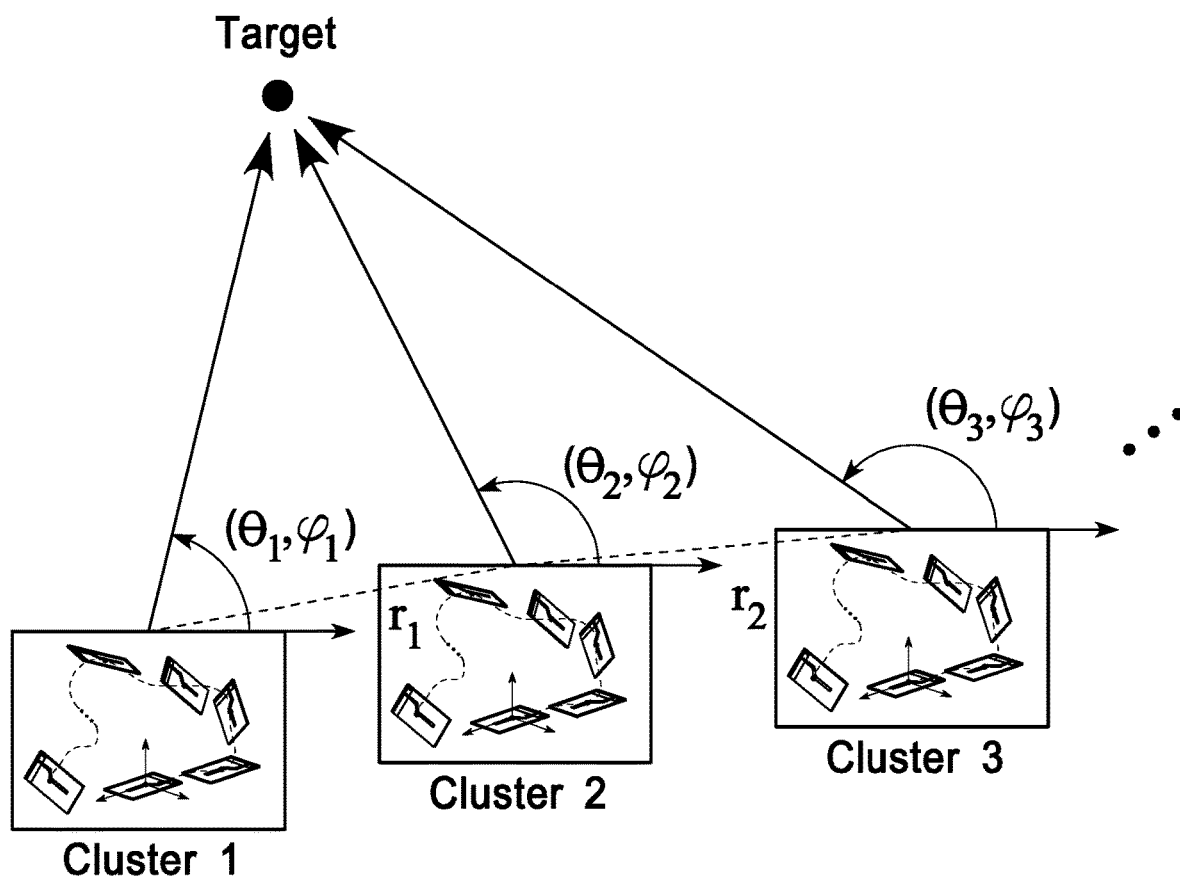 Target
(θ₃,φ₃)
(θ₂,φ₂)
(θ₁,φ₁)
r₁
r₂
Cluster 3
Cluster 2
Cluster 1